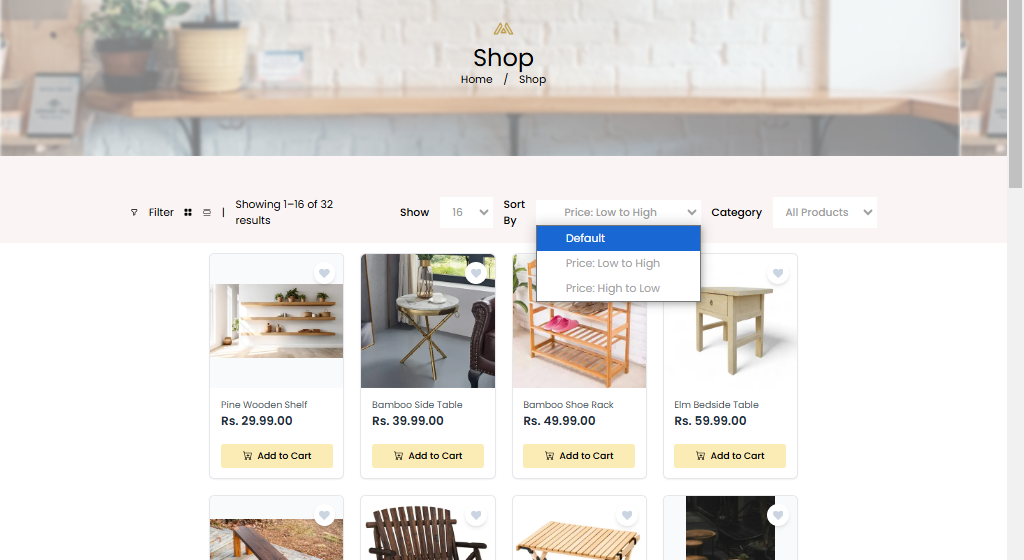 Shop
Home / Shop
Filter
|
Showing 1–16 of 32
results
Show
16
Sort
By
Price: Low to High
Category
All Products
Default
Price: Low to High
Price: High to Low
Pine Wooden Shelf
Rs. 29.99.00
Add to Cart
Bamboo Side Table
Rs. 39.99.00
Add to Cart
Bamboo Shoe Rack
Rs. 49.99.00
Add to Cart
Elm Bedside Table
Rs. 59.99.00
Add to Cart